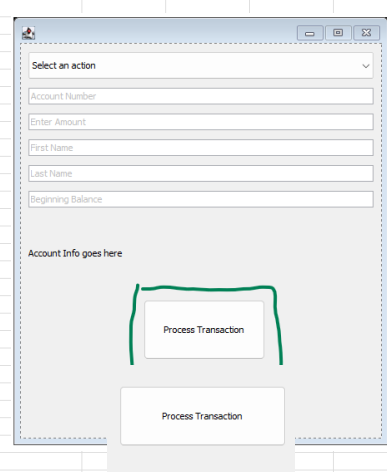 Select an action
Account Number
Enter Amount
First Name
Last Name
Beginning Balance
Account Info goes here
Process Transaction
Process Transaction